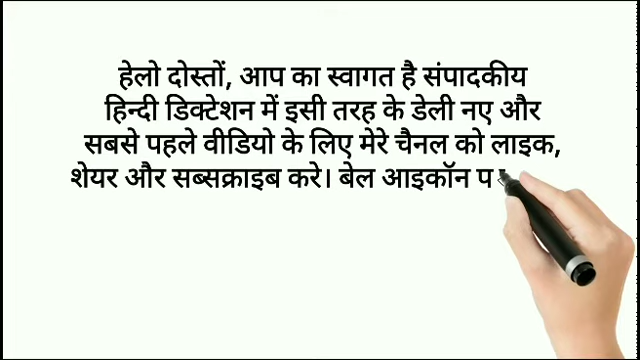 हेलो दोस्तों, आप का स्वागत है संपादकीय
हिन्दी डिक्टेशन में इसी तरह के डेली नए और
सबसे पहले वीडियो के लिए मेरे चैनल को लाइक,
शेयर और सब्सक्राइब करे। बेल आइकॉन प